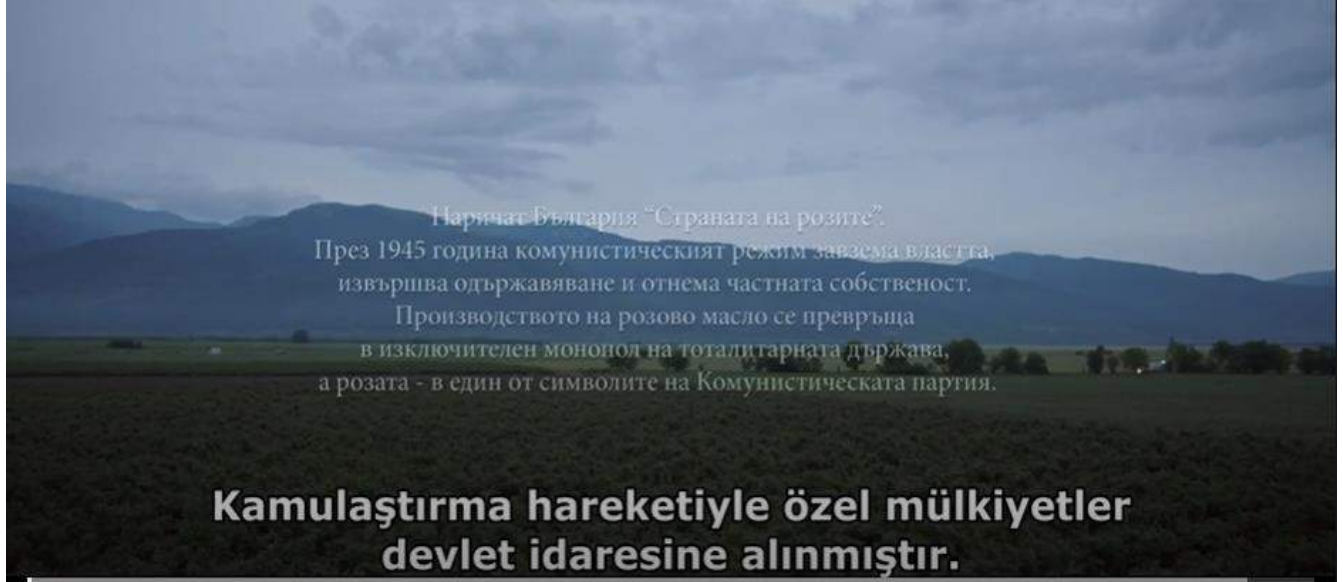 Наричат България “Страната на розите”.
През 1945 година комунистическият режим завзема властта,
извършва одържавяване и отнема частната собственост.
Производството на розово масло се превръща
в изключителен монопол на тоталитарната държава,
а розата - в един от символите на Комунистическата партия.
Kamulaştırma hareketiyle özel mülkiyetler
devlet idaresine alınmıştır.